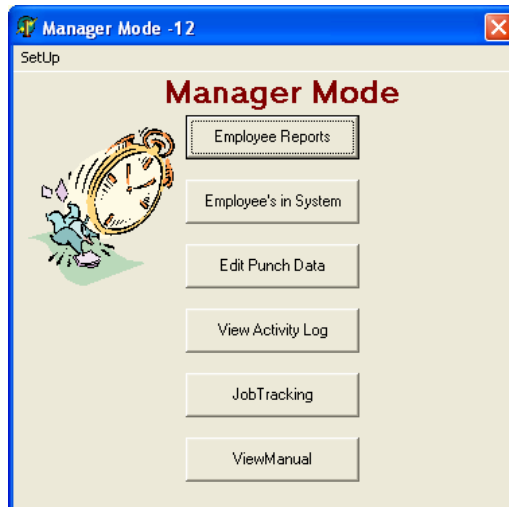 Manager Mode -12
SetUp
Manager Mode
Employee Reports
Employee's in System
Edit Punch Data
View Activity Log
JobTracking
ViewManual